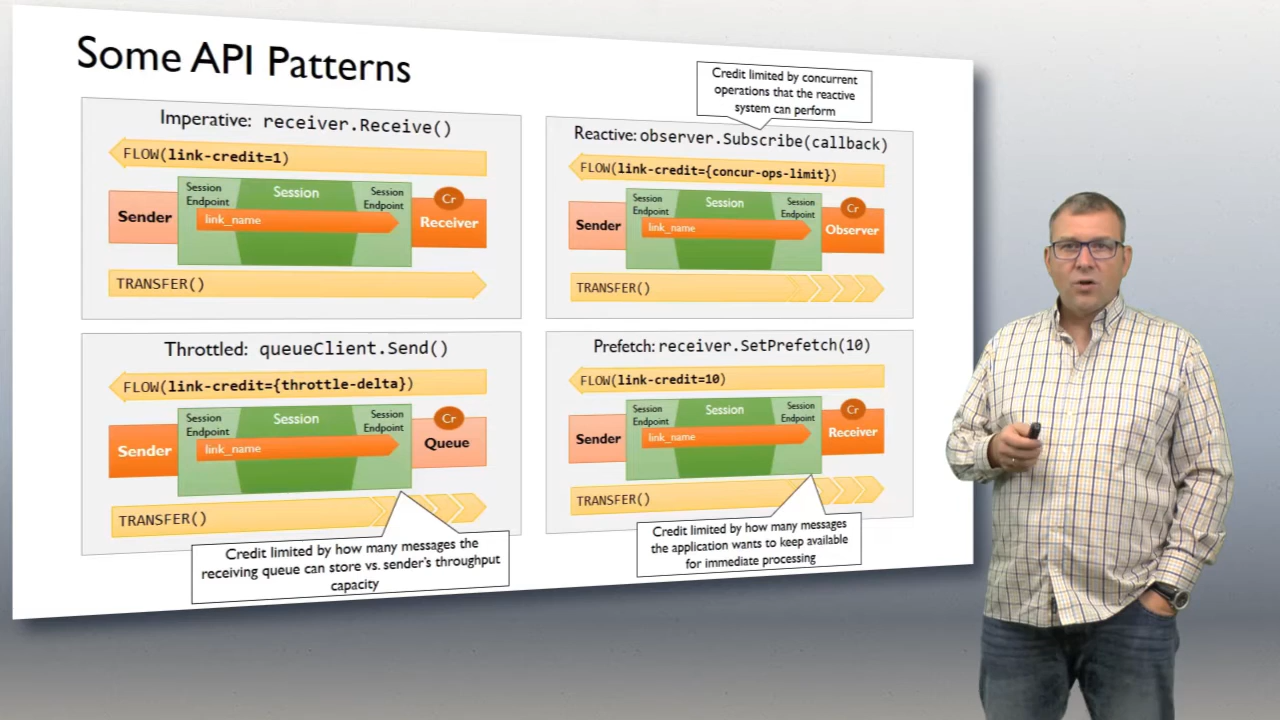 Some API Patterns
Imperative: receiver.Receive()
FLOW(link-credit=1)
Session
Endpoint
Session
Session
Endpoint
Cr
Sender
link_name
Receiver
TRANSFER()
Credit limited by concurrent
operations that the reactive
system can perform
Reactive: observer.Subscribe(callback)
FLOW(link-credit={concur-ops-limit})
Session
Endpoint
Session
Session
Endpoint
Cr
Sender
link_name
Observer
TRANSFER()
Throttled: queueClient.Send()
FLOW(link-credit={throttle-delta})
Session
Endpoint
Session
Session
Endpoint
Cr
Sender
link_name
Queue
TRANSFER()
Credit limited by how many messages the
receiving queue can store vs. sender's throughput
capacity
Prefetch: receiver.SetPrefetch(10)
FLOW(link-credit=10)
Session
Endpoint
Session
Session
Endpoint
Cr
Sender
link_name
Receiver
TRANSFER()
Credit limited by how many messages
the application wants to keep available
for immediate processing